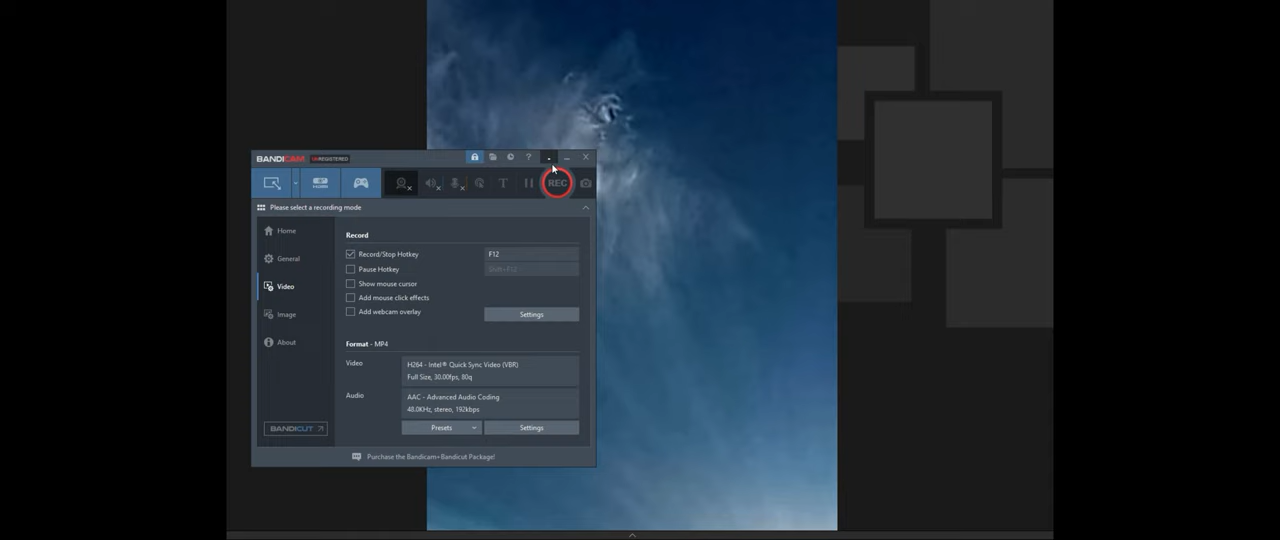 BANDICAM UNREGISTERED
?
REC
Please select a recording mode
Home
General
Video
Image
About
BANDICUT
Record
Record/Stop Hotkey F12
Pause Hotkey Shift+F12
Show mouse cursor
Add mouse click effects
Add webcam overlay
Settings
Format - MP4
Video
H264 - Intel® Quick Sync Video (VBR)
Full Size, 30.00fps, 80q
Audio
AAC - Advanced Audio Coding
48.0KHz, stereo, 192kbps
Presets
Settings
Purchase the Bandicam+Bandicut Package!